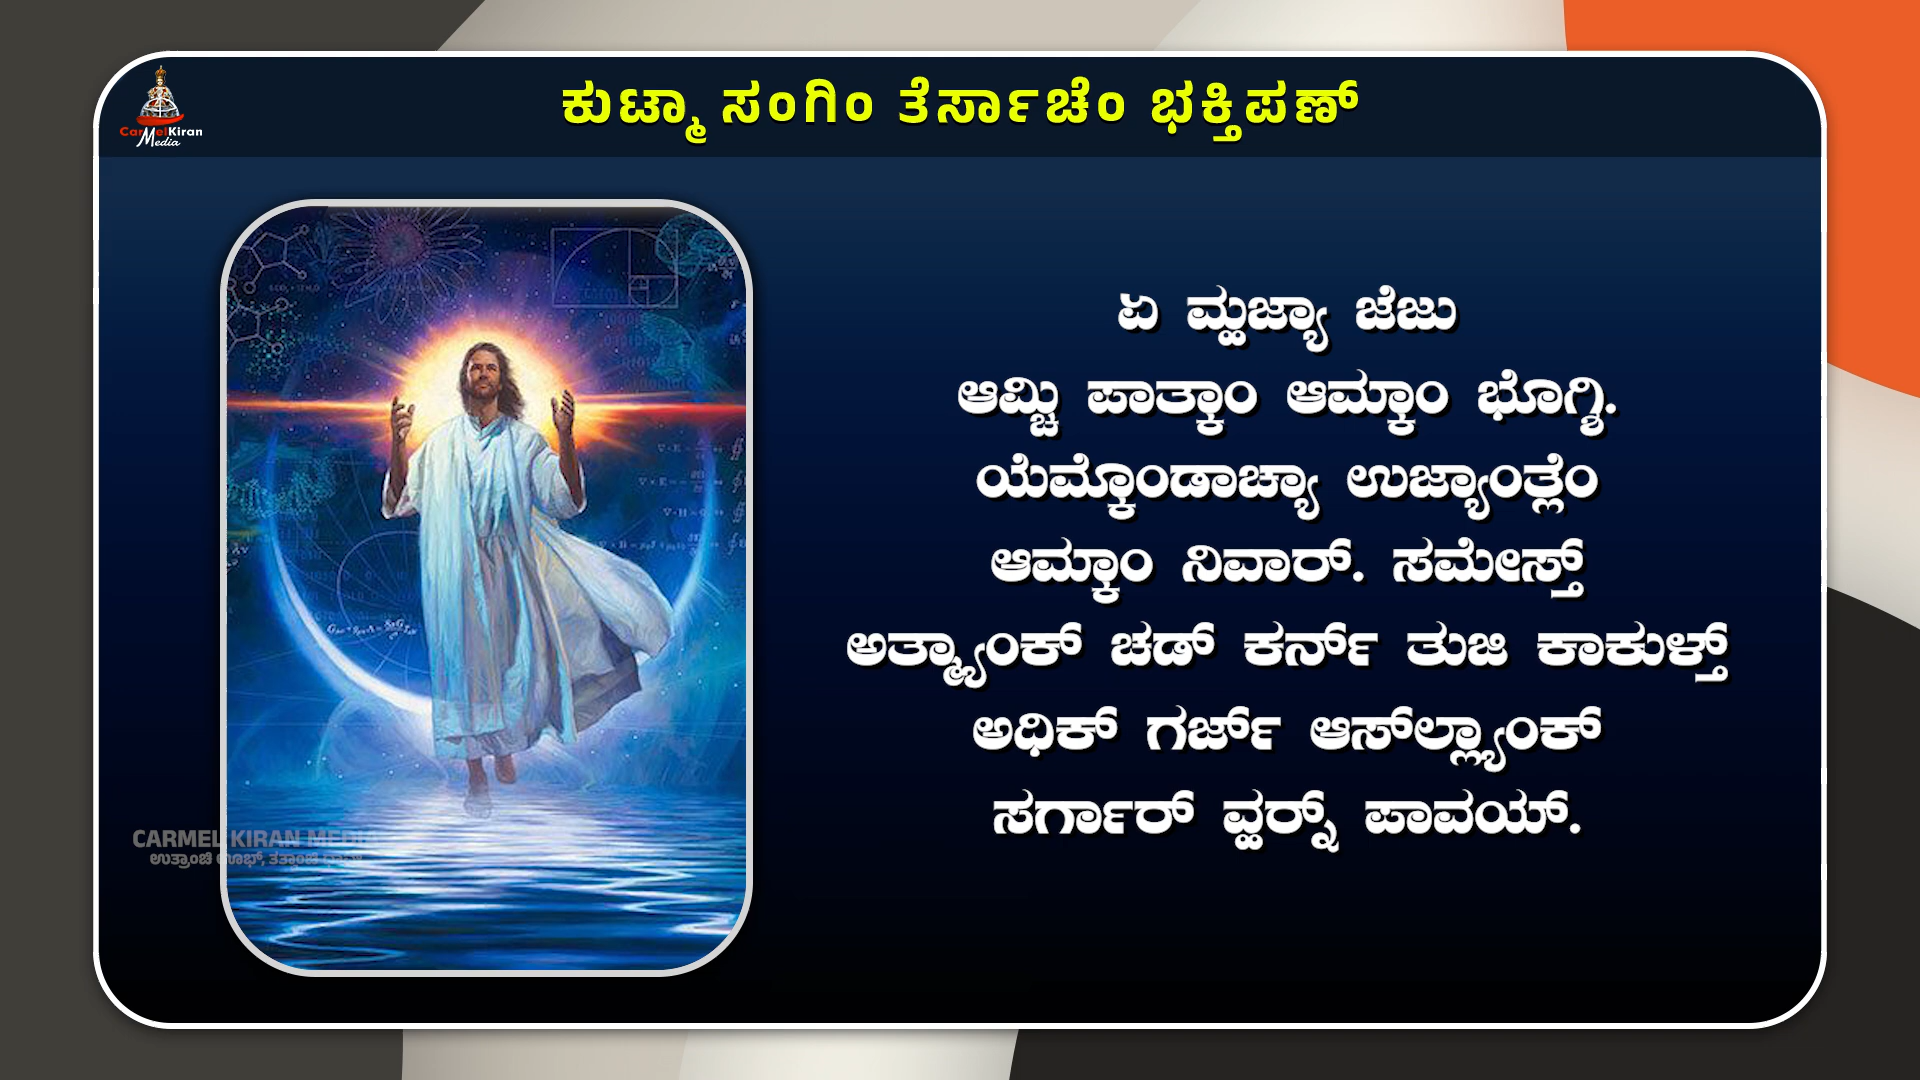 ಕುಟ್ಮಾ ಸಂಗಿಂ ತೆರ್ಸಾಚೆಂ ಭಕ್ತಿಪಣ್
CarmelKiran
Media
ಏ ಮ್ಹಜ್ಯಾ ಜೆಜು
ಆಮ್ಚಿ ಪಾತ್ಕಾಂ ಆಮ್ಕಾಂ ಭೊಗ್ಶಿ.
ಯೆಮ್ಕೊಂಡಾಚ್ಯಾ ಉಜ್ಯಾಂತ್ಲೆಂ
ಆಮ್ಕಾಂ ನಿವಾರ್. ಸಮೇಸ್ತ್
ಅತ್ಮ್ಯಾಂಕ್ ಚಡ್ ಕರ್ನ್ ತುಜಿ ಕಾಕುಳ್ತ್
ಅಧಿಕ್ ಗರ್ಜ್ ಆಸ್‌ಲ್ಲ್ಯಾಂಕ್
ಸರ್ಗಾರ್ ವ್ಹರ‍್ನ್ ಪಾವಯ್.
CARMEL KIRAN MEDIA